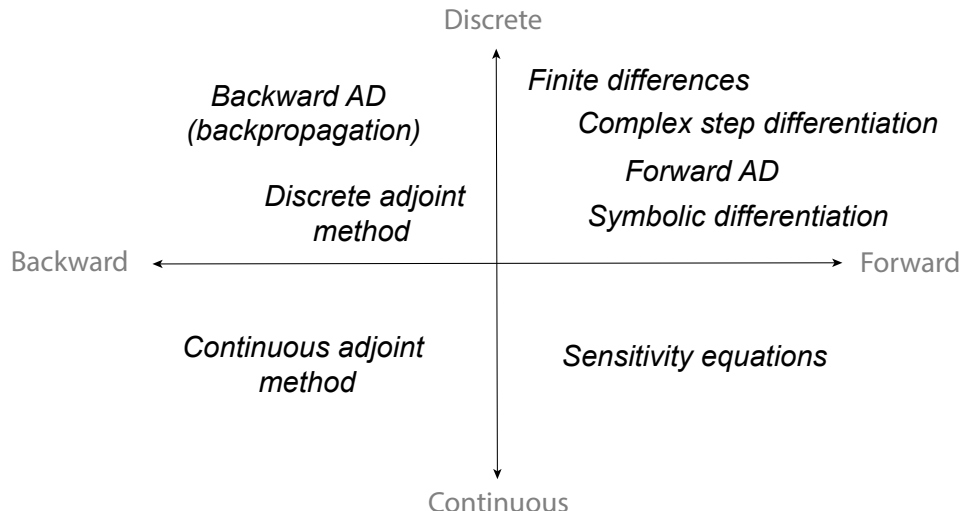 Discrete
Backward AD
(backpropagation)
Finite differences
Complex step differentiation
Forward AD
Discrete adjoint
method
Symbolic differentiation
Backward
Forward
Continuous adjoint
method
Sensitivity equations
Continuous